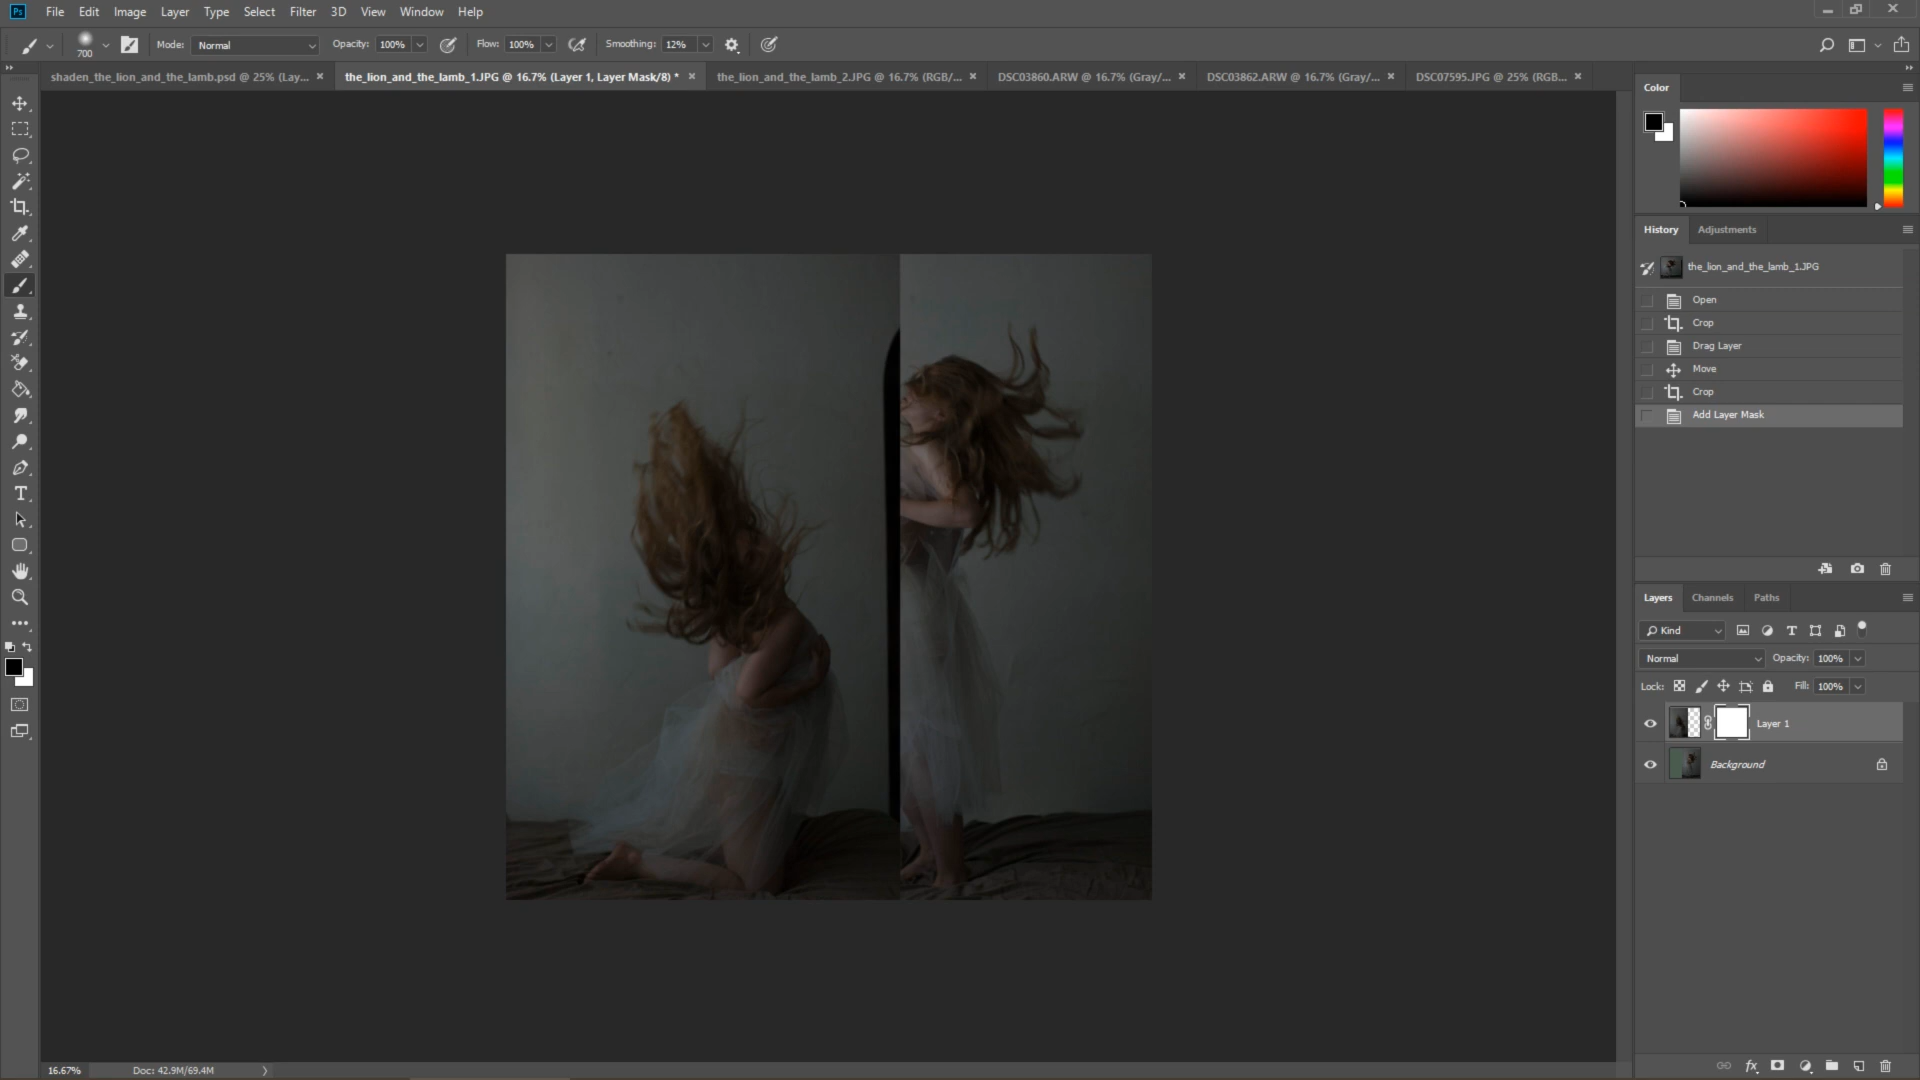 Ps File Edit Image Layer Type Select Filter 3D View Window Help
700 Mode: Normal Opacity: 100% Flow: 100% Smoothing: 12%
shaden_the_lion_and_the_lamb.psd @ 25% (Lay... × the_lion_and_the_lamb_1.JPG @ 16.7% (Layer 1, Layer Mask/8) * × the_lion_and_the_lamb_2.JPG @ 16.7% (RGB/... × DSC03860.ARW @ 16.7% (Gray/... × DSC03862.ARW @ 16.7% (Gray/... × DSC07595.JPG @ 25% (RGB... ×
Color
History Adjustments
the_lion_and_the_lamb_1.JPG
Open
Crop
Drag Layer
Move
Crop
Add Layer Mask
Layers Channels Paths
Kind
Normal Opacity: 100%
Lock: Fill: 100%
Layer 1
Background
16.67% Doc: 42.9M/69.4M